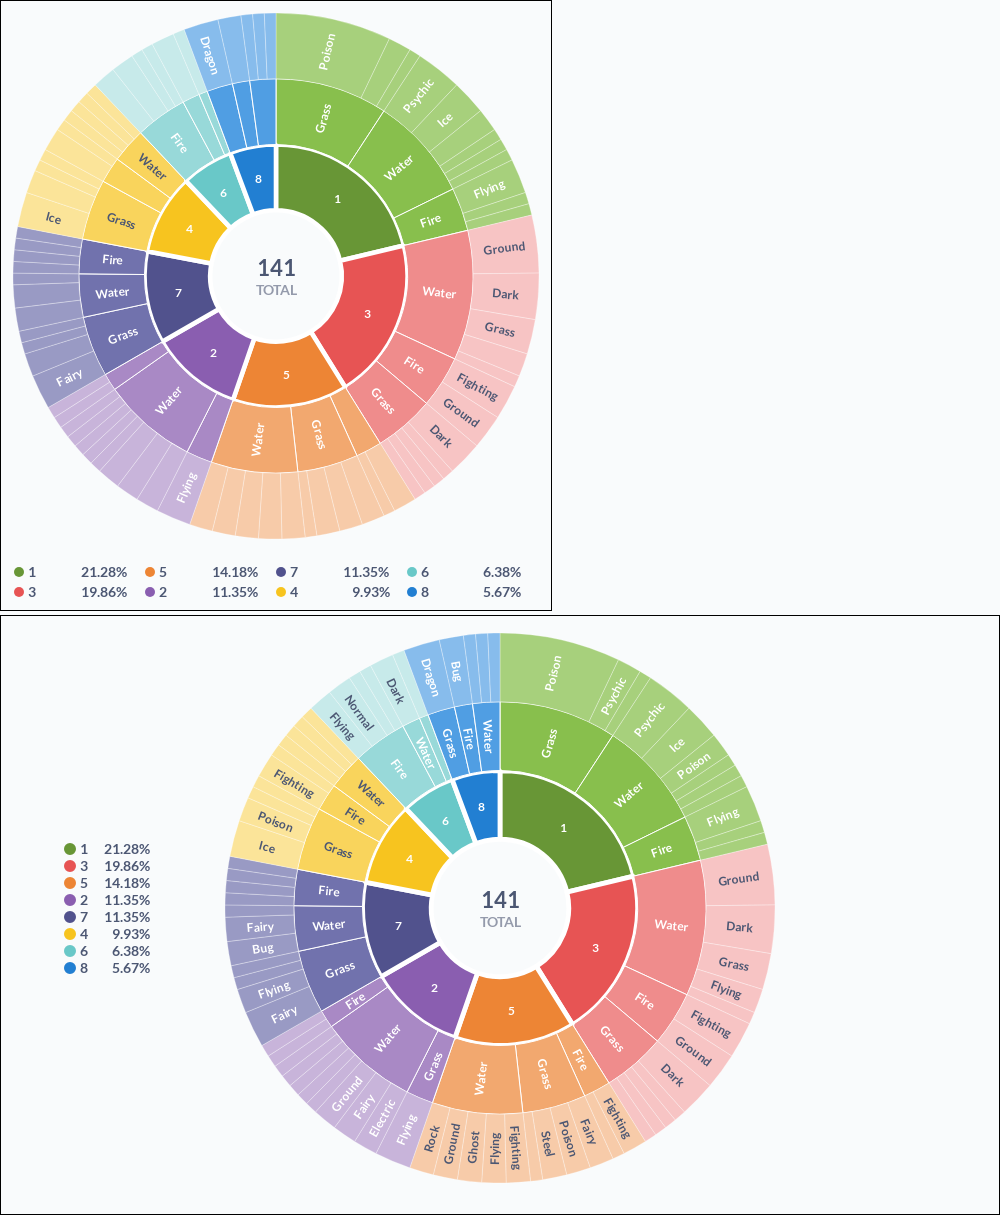 Dragon
Poison
Psychic
Ice
Flying
Grass
Water
Fire
Fire
Water
Grass
Ice
8
1
6
4
7
2
5
3
141
TOTAL
Ground
Dark
Grass
Fighting
Ground
Dark
Water
Fire
Grass
Fire
Water
Grass
Fairy
Water
Flying
Water
Grass
1 21.28% 5 14.18% 7 11.35% 6 6.38%
3 19.86% 2 11.35% 4 9.93% 8 5.67%
Dragon
Bug
Poison
Psychic
Psychic
Ice
Poison
Flying
Grass
Water
Fire
Dark
Normal
Flying
Grass
Fire
Water
Fire
Water
Water
Fire
Grass
Fighting
Poison
Ice
8
1
6
4
7
2
5
3
141
TOTAL
1 21.28%
3 19.86%
5 14.18%
2 11.35%
7 11.35%
4 9.93%
6 6.38%
8 5.67%
Ground
Dark
Grass
Flying
Fighting
Ground
Dark
Water
Fire
Grass
Fire
Water
Grass
Fairy
Bug
Flying
Fairy
Fire
Water
Grass
Ground
Fairy
Electric
Flying
Water
Grass
Fire
Rock
Ground
Ghost
Flying
Fighting
Steel
Poison
Fairy
Fighting